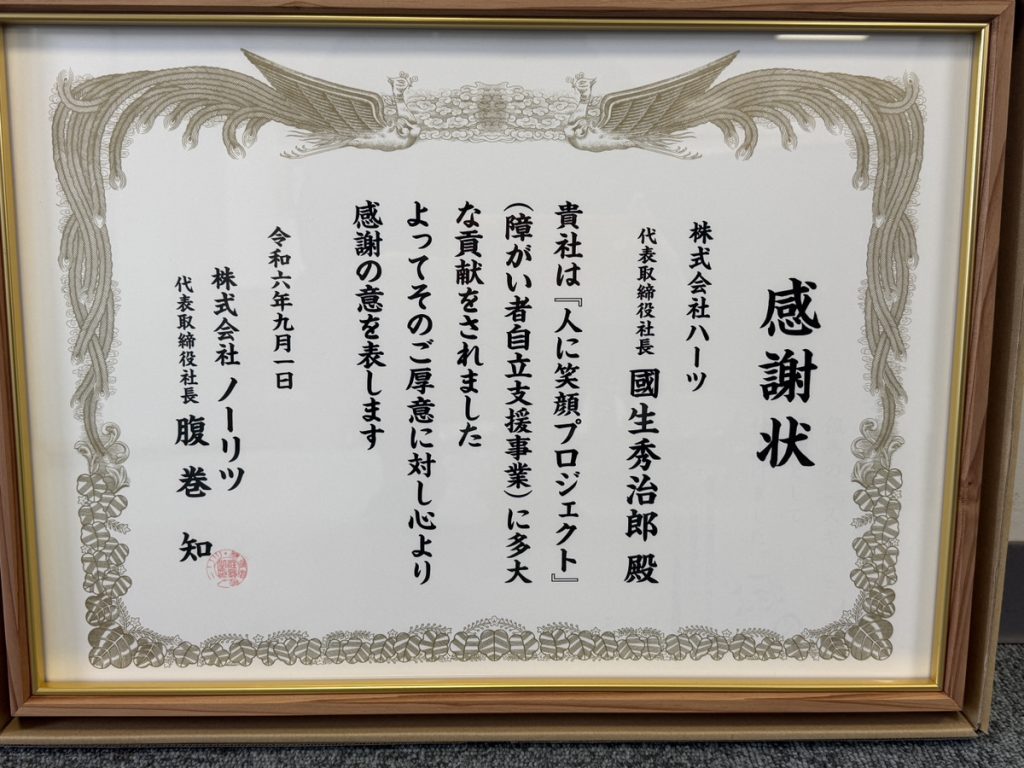 感謝状
株式会社ハーツ
代表取締役社長 國生秀治郎 殿
貴社は『人に笑顔プロジェクト』
(障がい者自立支援事業)に多大
な貢献をされました
よってそのご厚意に対し心より
感謝の意を表します
令和六年九月一日
株式会社 ノーリツ
代表取締役社長 腹巻 知